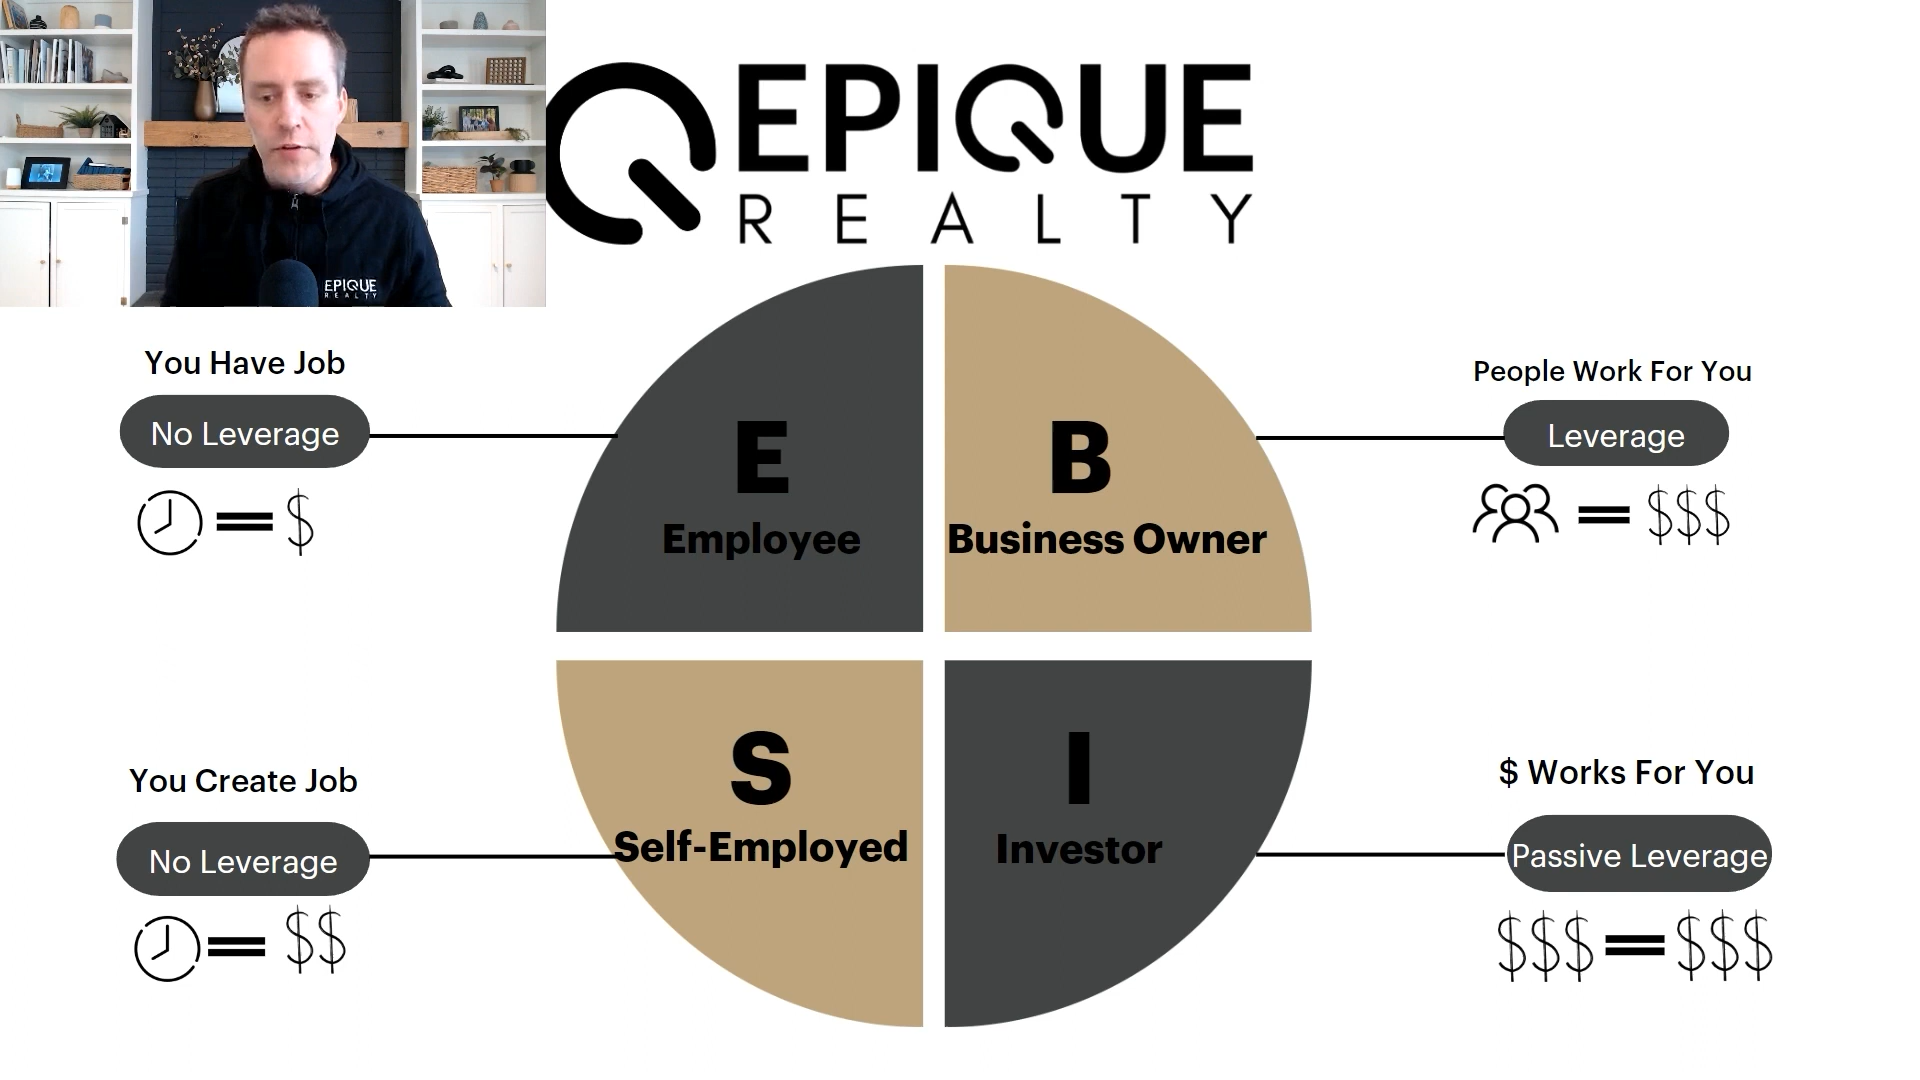 EPIQUE
REALTY
EPIQUE
REALTY
You Have Job
No Leverage
$
E
Employee
B
Business Owner
People Work For You
Leverage
$$$
You Create Job
No Leverage
$$
S
Self-Employed
I
Investor
$ Works For You
Passive Leverage
$$$ = $$$